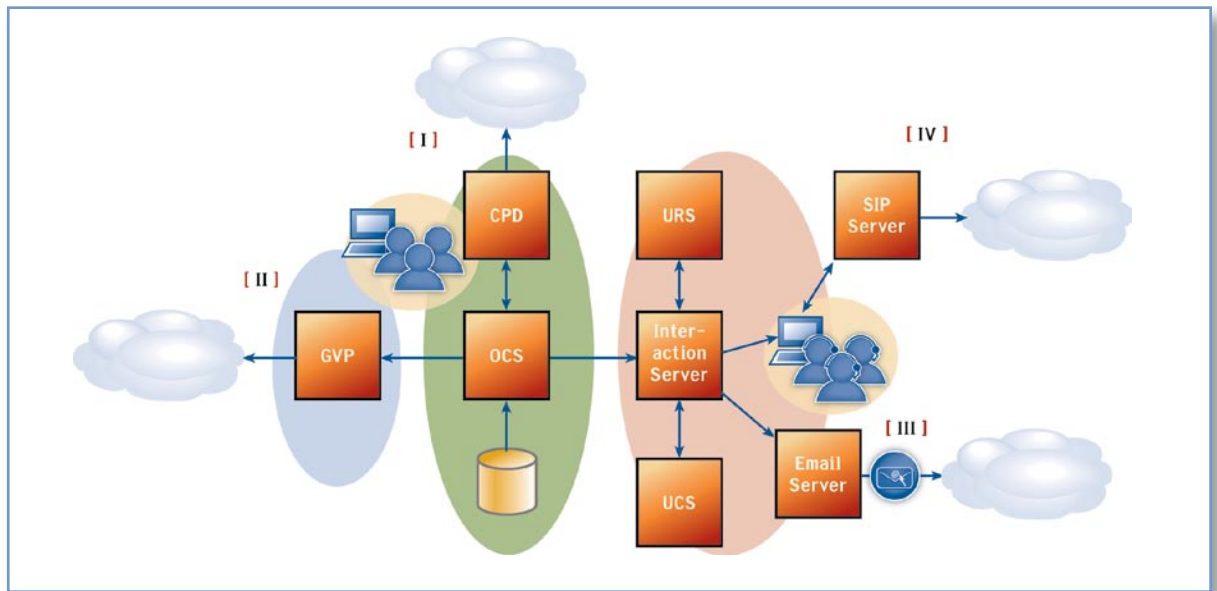 [ I ]
[ IV ]
CPD
URS
SIP
Server
[ II ]
GVP
OCS
Inter-
action
Server
[ III ]
Email
Server
UCS